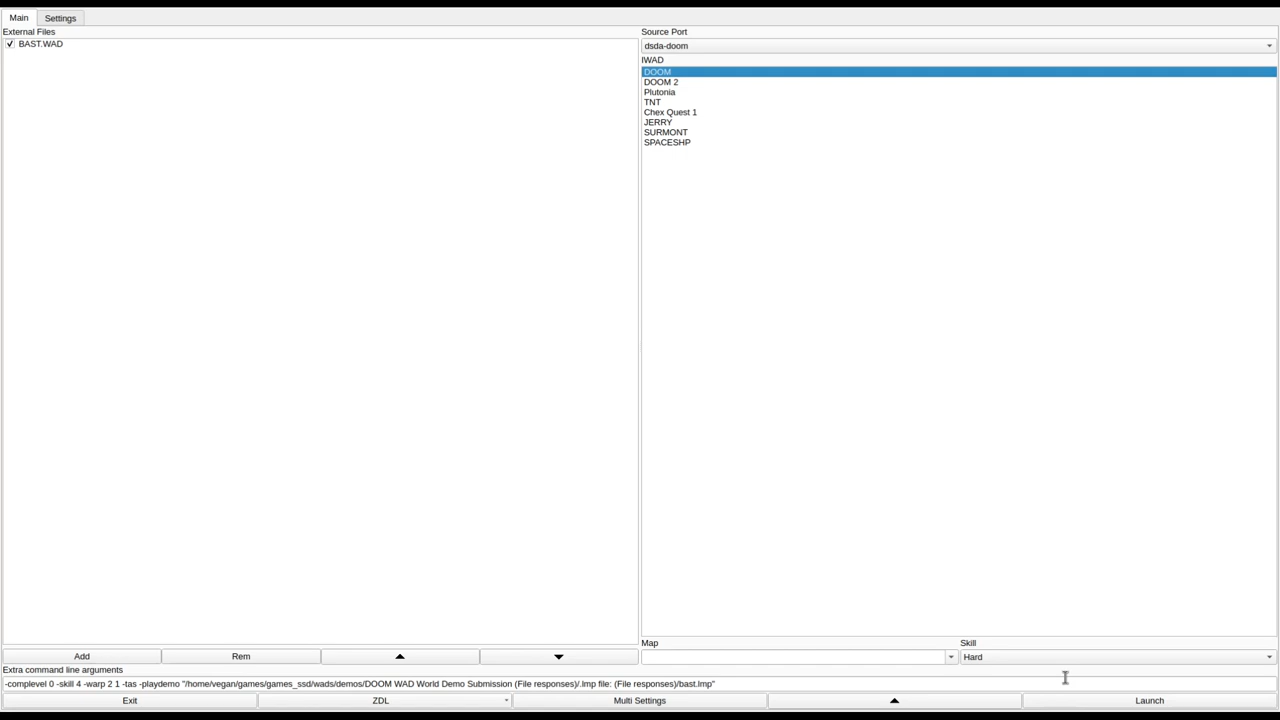 Main Settings
External Files
BAST.WAD
Source Port
dsda-doom
IWAD
DOOM
DOOM 2
Plutonia
TNT
Chex Quest 1
JERRY
SURMONT
SPACESHP
Map
Skill
Hard
Add Rem
Extra command line arguments
-complevel 0 -skill 4 -warp 2 1 -tas -playdemo "/home/vegan/games/games_ssd/wads/demos/DOOM WAD World Demo Submission (File responses)/.lmp file: (File responses)/bast.lmp"
Exit ZDL Multi Settings Launch